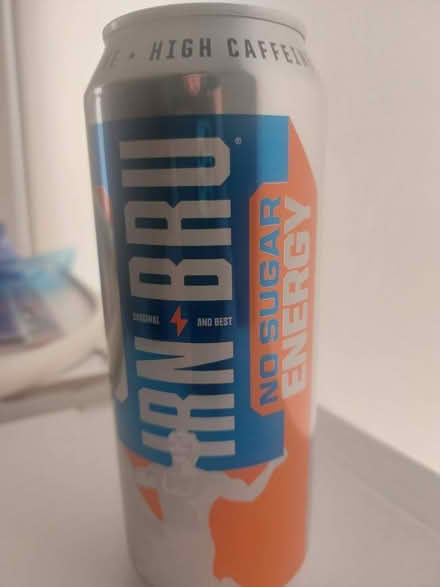 E • HIGH CAFFEIN
IRN-BRU®
ORIGINAL AND BEST
NO SUGAR
ENERGY